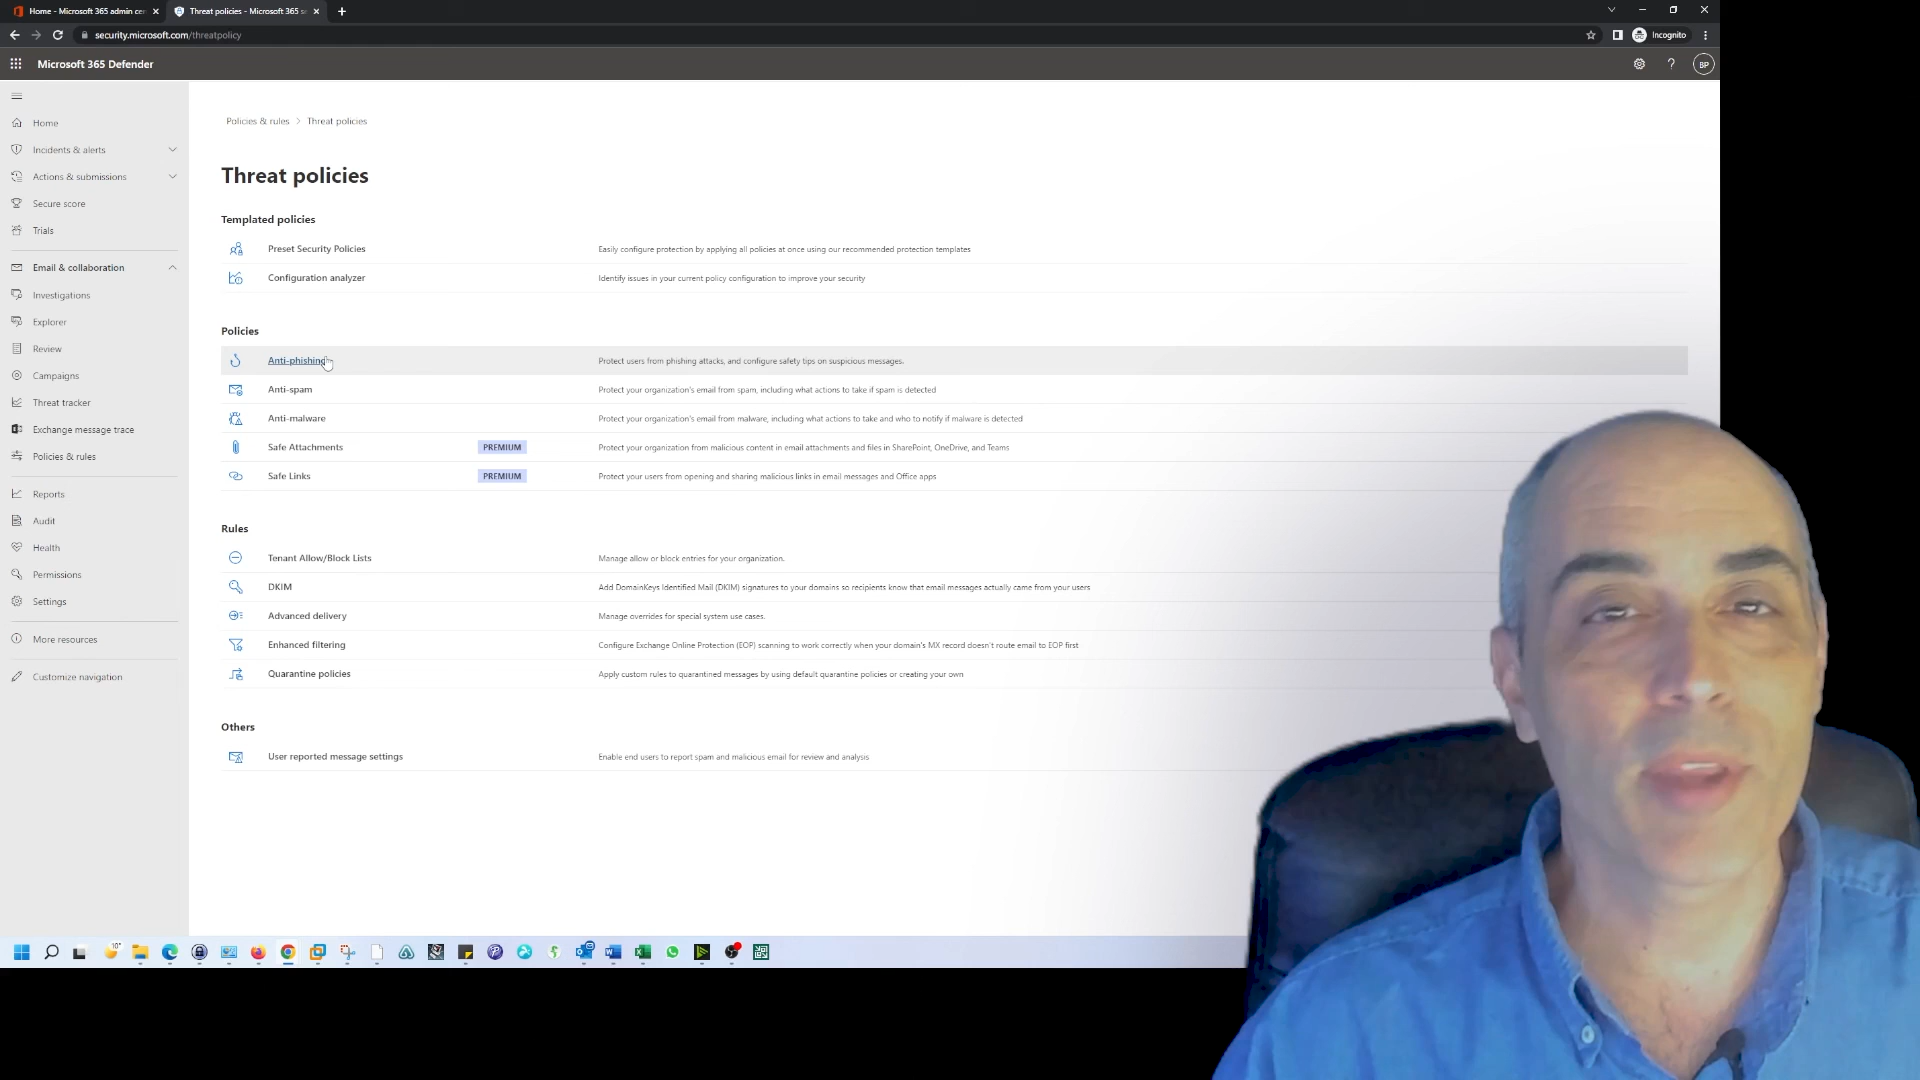 Home - Microsoft 365 admin ce
Threat policies - Microsoft 365 s
security.microsoft.com/threatpolicy
Incognito
Microsoft 365 Defender
BP
Home
Incidents & alerts
Actions & submissions
Secure score
Trials
Email & collaboration
Investigations
Explorer
Review
Campaigns
Threat tracker
Exchange message trace
Policies & rules
Reports
Audit
Health
Permissions
Settings
More resources
Customize navigation
Policies & rules > Threat policies
Threat policies
Templated policies
Preset Security Policies Easily configure protection by applying all policies at once using our recommended protection templates
Configuration analyzer Identify issues in your current policy configuration to improve your security
Policies
Anti-phishing Protect users from phishing attacks, and configure safety tips on suspicious messages.
Anti-spam Protect your organization's email from spam, including what actions to take if spam is detected
Anti-malware Protect your organization's email from malware, including what actions to take and who to notify if malware is detected
Safe Attachments PREMIUM Protect your organization from malicious content in email attachments and files in SharePoint, OneDrive, and Teams
Safe Links PREMIUM Protect your users from opening and sharing malicious links in email messages and Office apps
Rules
Tenant Allow/Block Lists Manage allow or block entries for your organization.
DKIM Add DomainKeys Identified Mail (DKIM) signatures to your domains so recipients know that email messages actually came from your users
Advanced delivery Manage overrides for special system use cases.
Enhanced filtering Configure Exchange Online Protection (EOP) scanning to work correctly when your domain's MX record doesn't route email to EOP first
Quarantine policies Apply custom rules to quarantined messages by using default quarantine policies or creating your own
Others
User reported message settings Enable end users to report spam and malicious email for review and analysis
10°